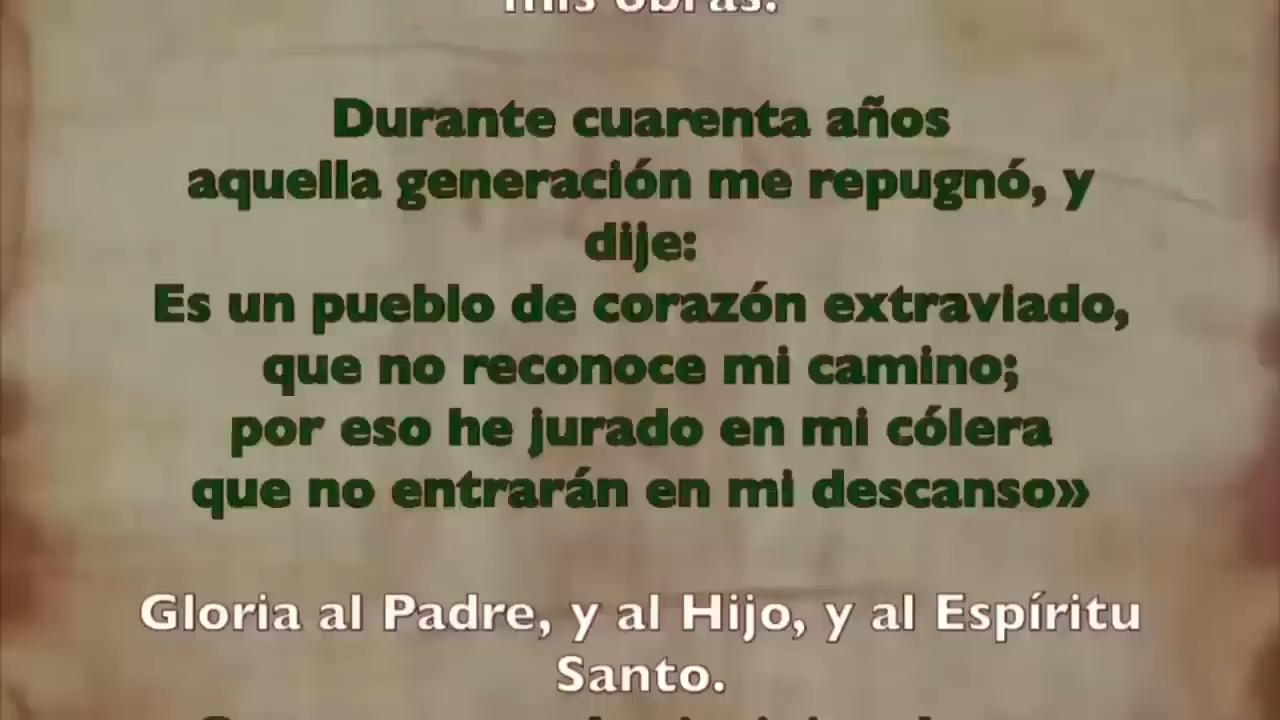 mis obras.
Durante cuarenta años
aquella generación me repugnó, y
dije:
Es un pueblo de corazón extraviado,
que no reconoce mi camino;
por eso he jurado en mi cólera
que no entrarán en mi descanso»
Gloria al Padre, y al Hijo, y al Espíritu
Santo.